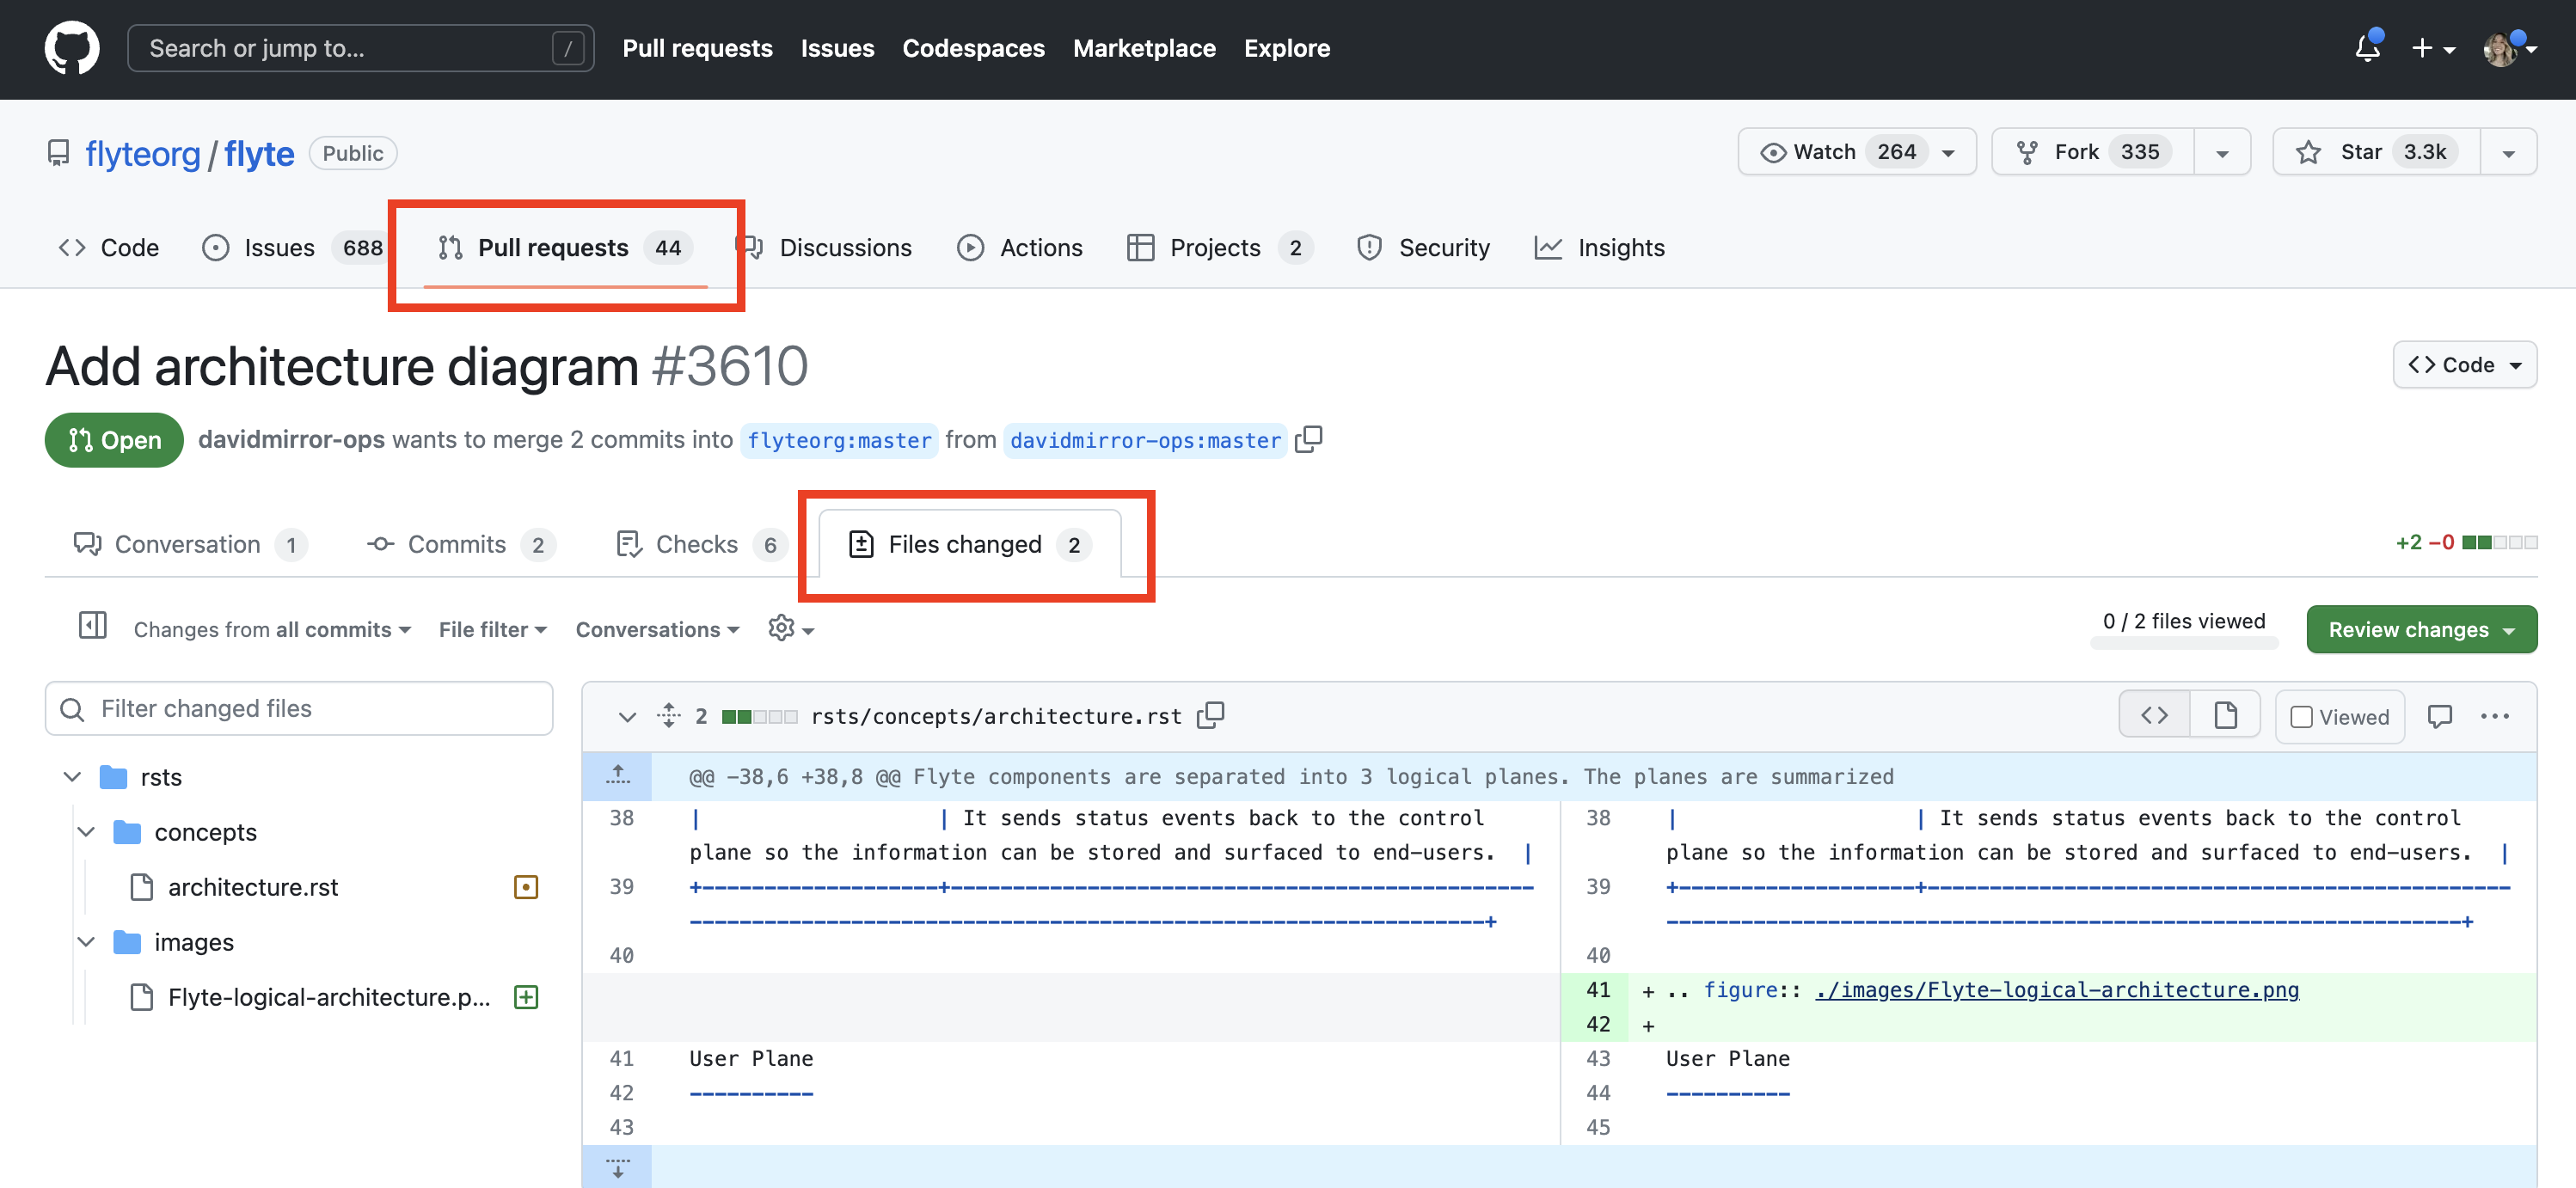 Search or jump to... / Pull requests Issues Codespaces Marketplace Explore
flyteorg / flyte Public Watch 264 Fork 335 Star 3.3k
Code Issues 688 Pull requests 44 Discussions Actions Projects 2 Security Insights
Add architecture diagram #3610 <> Code
Open davidmirror-ops wants to merge 2 commits into flyteorg:master from davidmirror-ops:master
Conversation 1 Commits 2 Checks 6 Files changed 2 +2 −0
Changes from all commits File filter Conversations 0 / 2 files viewed Review changes
Filter changed files
rsts
concepts
architecture.rst
images
Flyte-logical-architecture.p...
2 rsts/concepts/architecture.rst Viewed
@@ -38,6 +38,8 @@ Flyte components are separated into 3 logical planes. The planes are summarized
38 | | It sends status events back to the control
plane so the information can be stored and surfaced to end-users. |
39 +-------------------+-----------------------------------------------
----------------------------------------------------------------+
40
41 User Plane
42 ----------
43
38 | | It sends status events back to the control
plane so the information can be stored and surfaced to end-users. |
39 +-------------------+-----------------------------------------------
----------------------------------------------------------------+
40
41 + .. figure:: ./images/Flyte-logical-architecture.png
42 +
43 User Plane
44 ----------
45